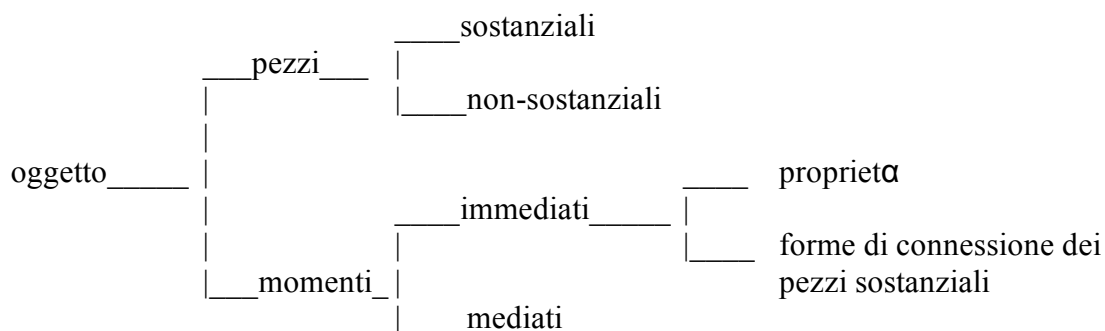 sostanziali
pezzi
non-sostanziali
oggetto
proprietα
immediati
forme di connessione dei
momenti
pezzi sostanziali
mediati